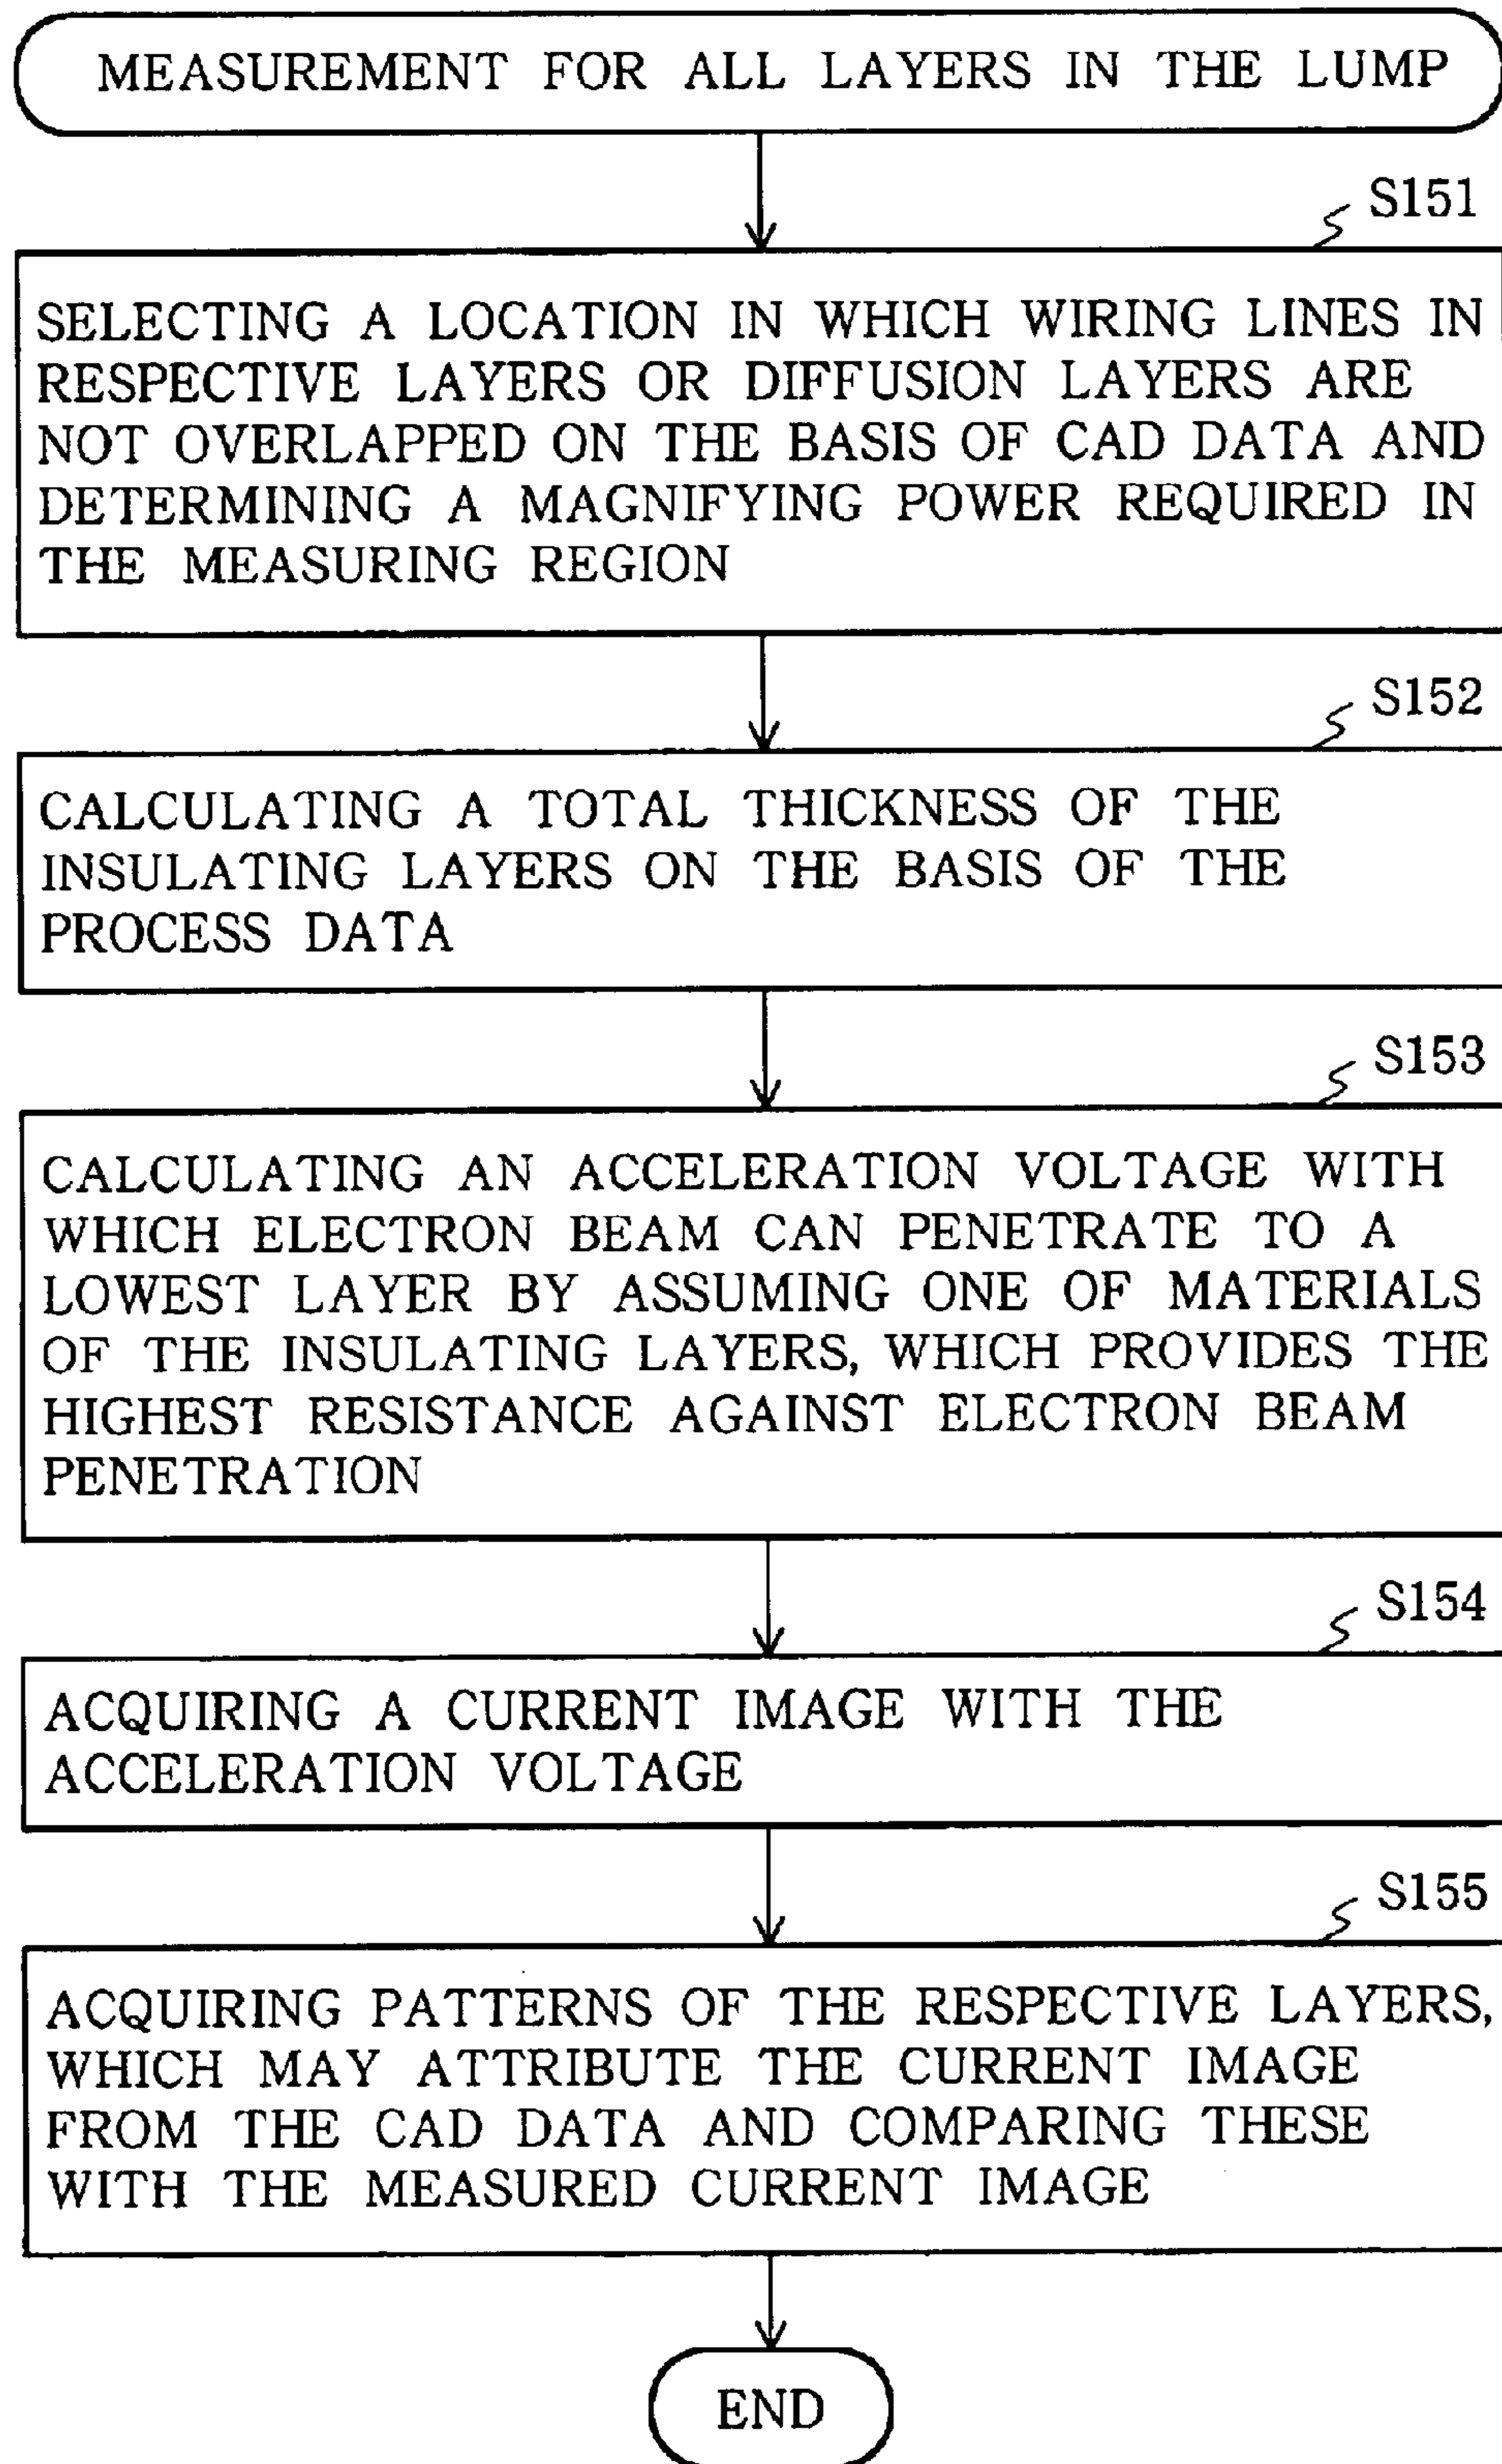 MEASUREMENT FOR ALL LAYERS IN THE LUMP
S151
SELECTING A LOCATION IN WHICH WIRING LINES IN
RESPECTIVE LAYERS OR DIFFUSION LAYERS ARE
NOT OVERLAPPED ON THE BASIS OF CAD DATA AND
DETERMINING A MAGNIFYING POWER REQUIRED IN
THE MEASURING REGION
S152
CALCULATING A TOTAL THICKNESS OF THE
INSULATING LAYERS ON THE BASIS OF THE
PROCESS DATA
S153
CALCULATING AN ACCELERATION VOLTAGE WITH
WHICH ELECTRON BEAM CAN PENETRATE TO A
LOWEST LAYER BY ASSUMING ONE OF MATERIALS
OF THE INSULATING LAYERS, WHICH PROVIDES THE
HIGHEST RESISTANCE AGAINST ELECTRON BEAM
PENETRATION
S154
ACQUIRING A CURRENT IMAGE WITH THE
ACCELERATION VOLTAGE
S155
ACQUIRING PATTERNS OF THE RESPECTIVE LAYERS,
WHICH MAY ATTRIBUTE THE CURRENT IMAGE
FROM THE CAD DATA AND COMPARING THESE
WITH THE MEASURED CURRENT IMAGE
END